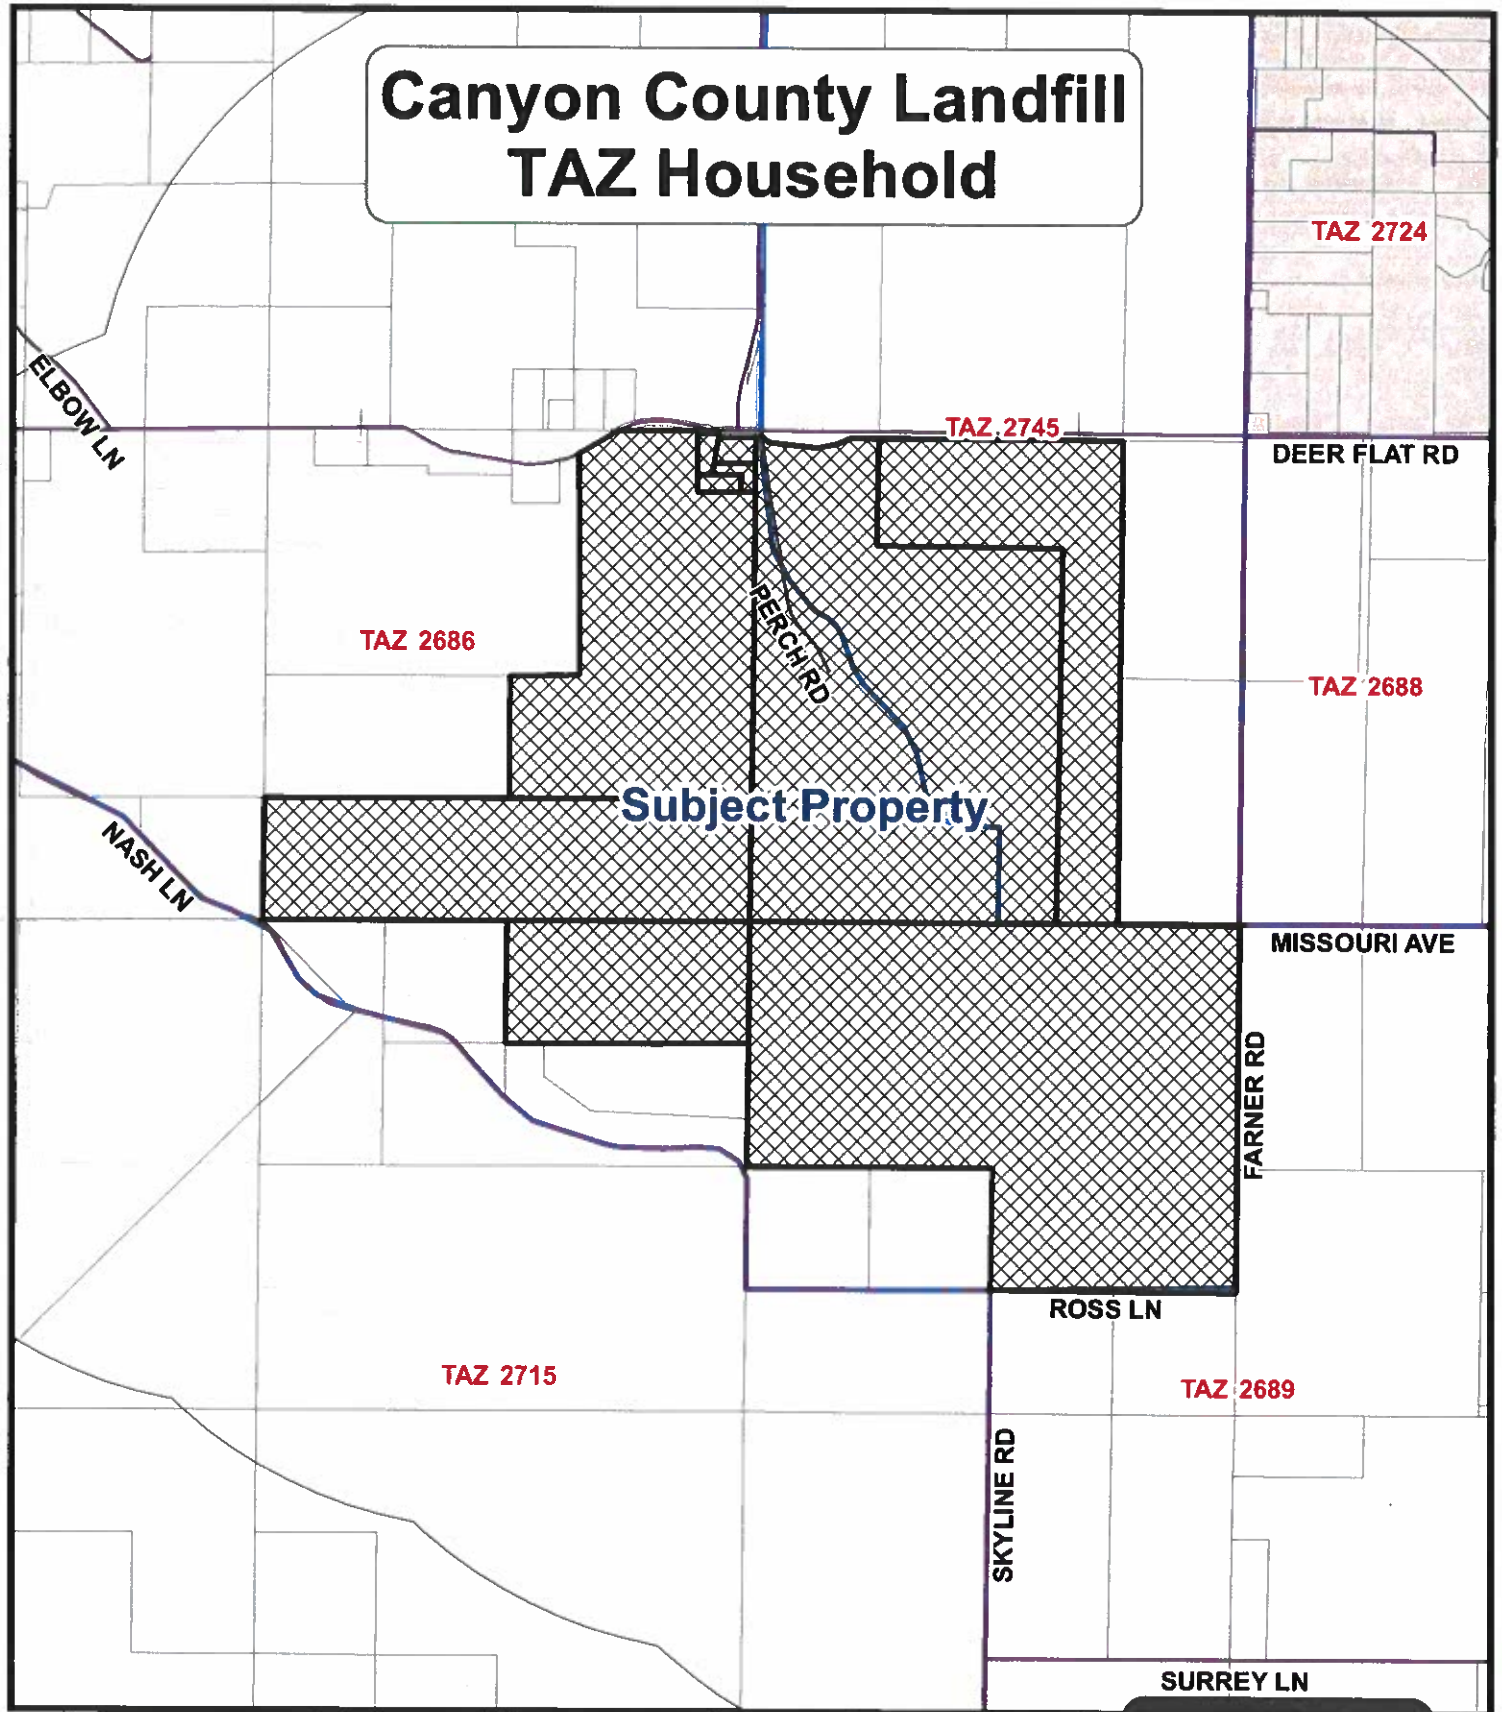 Canyon County Landfill
TAZ Household
TAZ 2724
ELBOW LN
TAZ 2745
DEER FLAT RD
PERCH RD
TAZ 2686
TAZ 2688
Subject Property
NASH LN
MISSOURI AVE
FARNER RD
ROSS LN
TAZ 2715
TAZ 2689
SKYLINE RD
SURREY LN